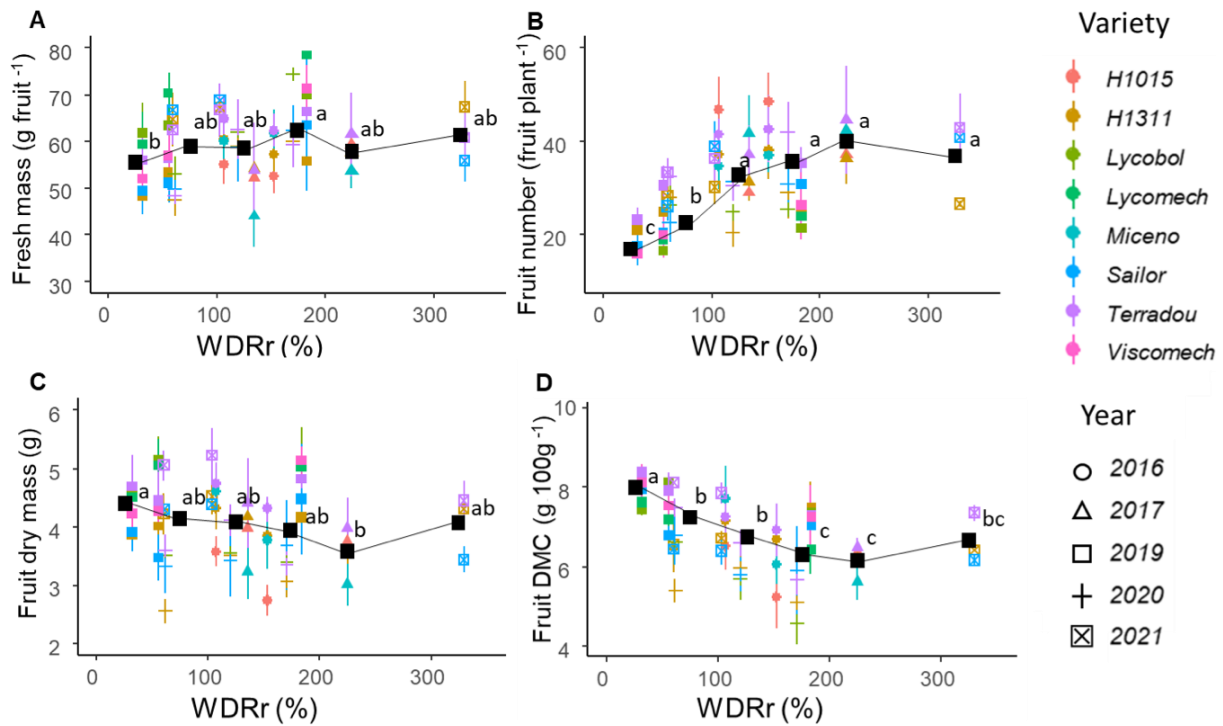 A
Fresh mass (g fruit ⁻¹)
80
70
60
50
40
30
b
ab
ab
a
ab
ab
0
100
200
300
WDRr (%)
B
Fruit number (fruit plant ⁻¹)
60
40
20
c
b
a
a
a
a
0
100
200
300
WDRr (%)
C
Fruit dry mass (g)
6
5
4
3
2
a
ab
ab
ab
b
ab
0
100
200
300
WDRr (%)
D
Fruit DMC (g 100g⁻¹)
10
8
6
4
a
b
b
c
c
bc
0
100
200
300
WDRr (%)
Variety
H1015
H1311
Lycobol
Lycomech
Miceno
Sailor
Terradou
Viscomech
Year
2016
2017
2019
2020
2021